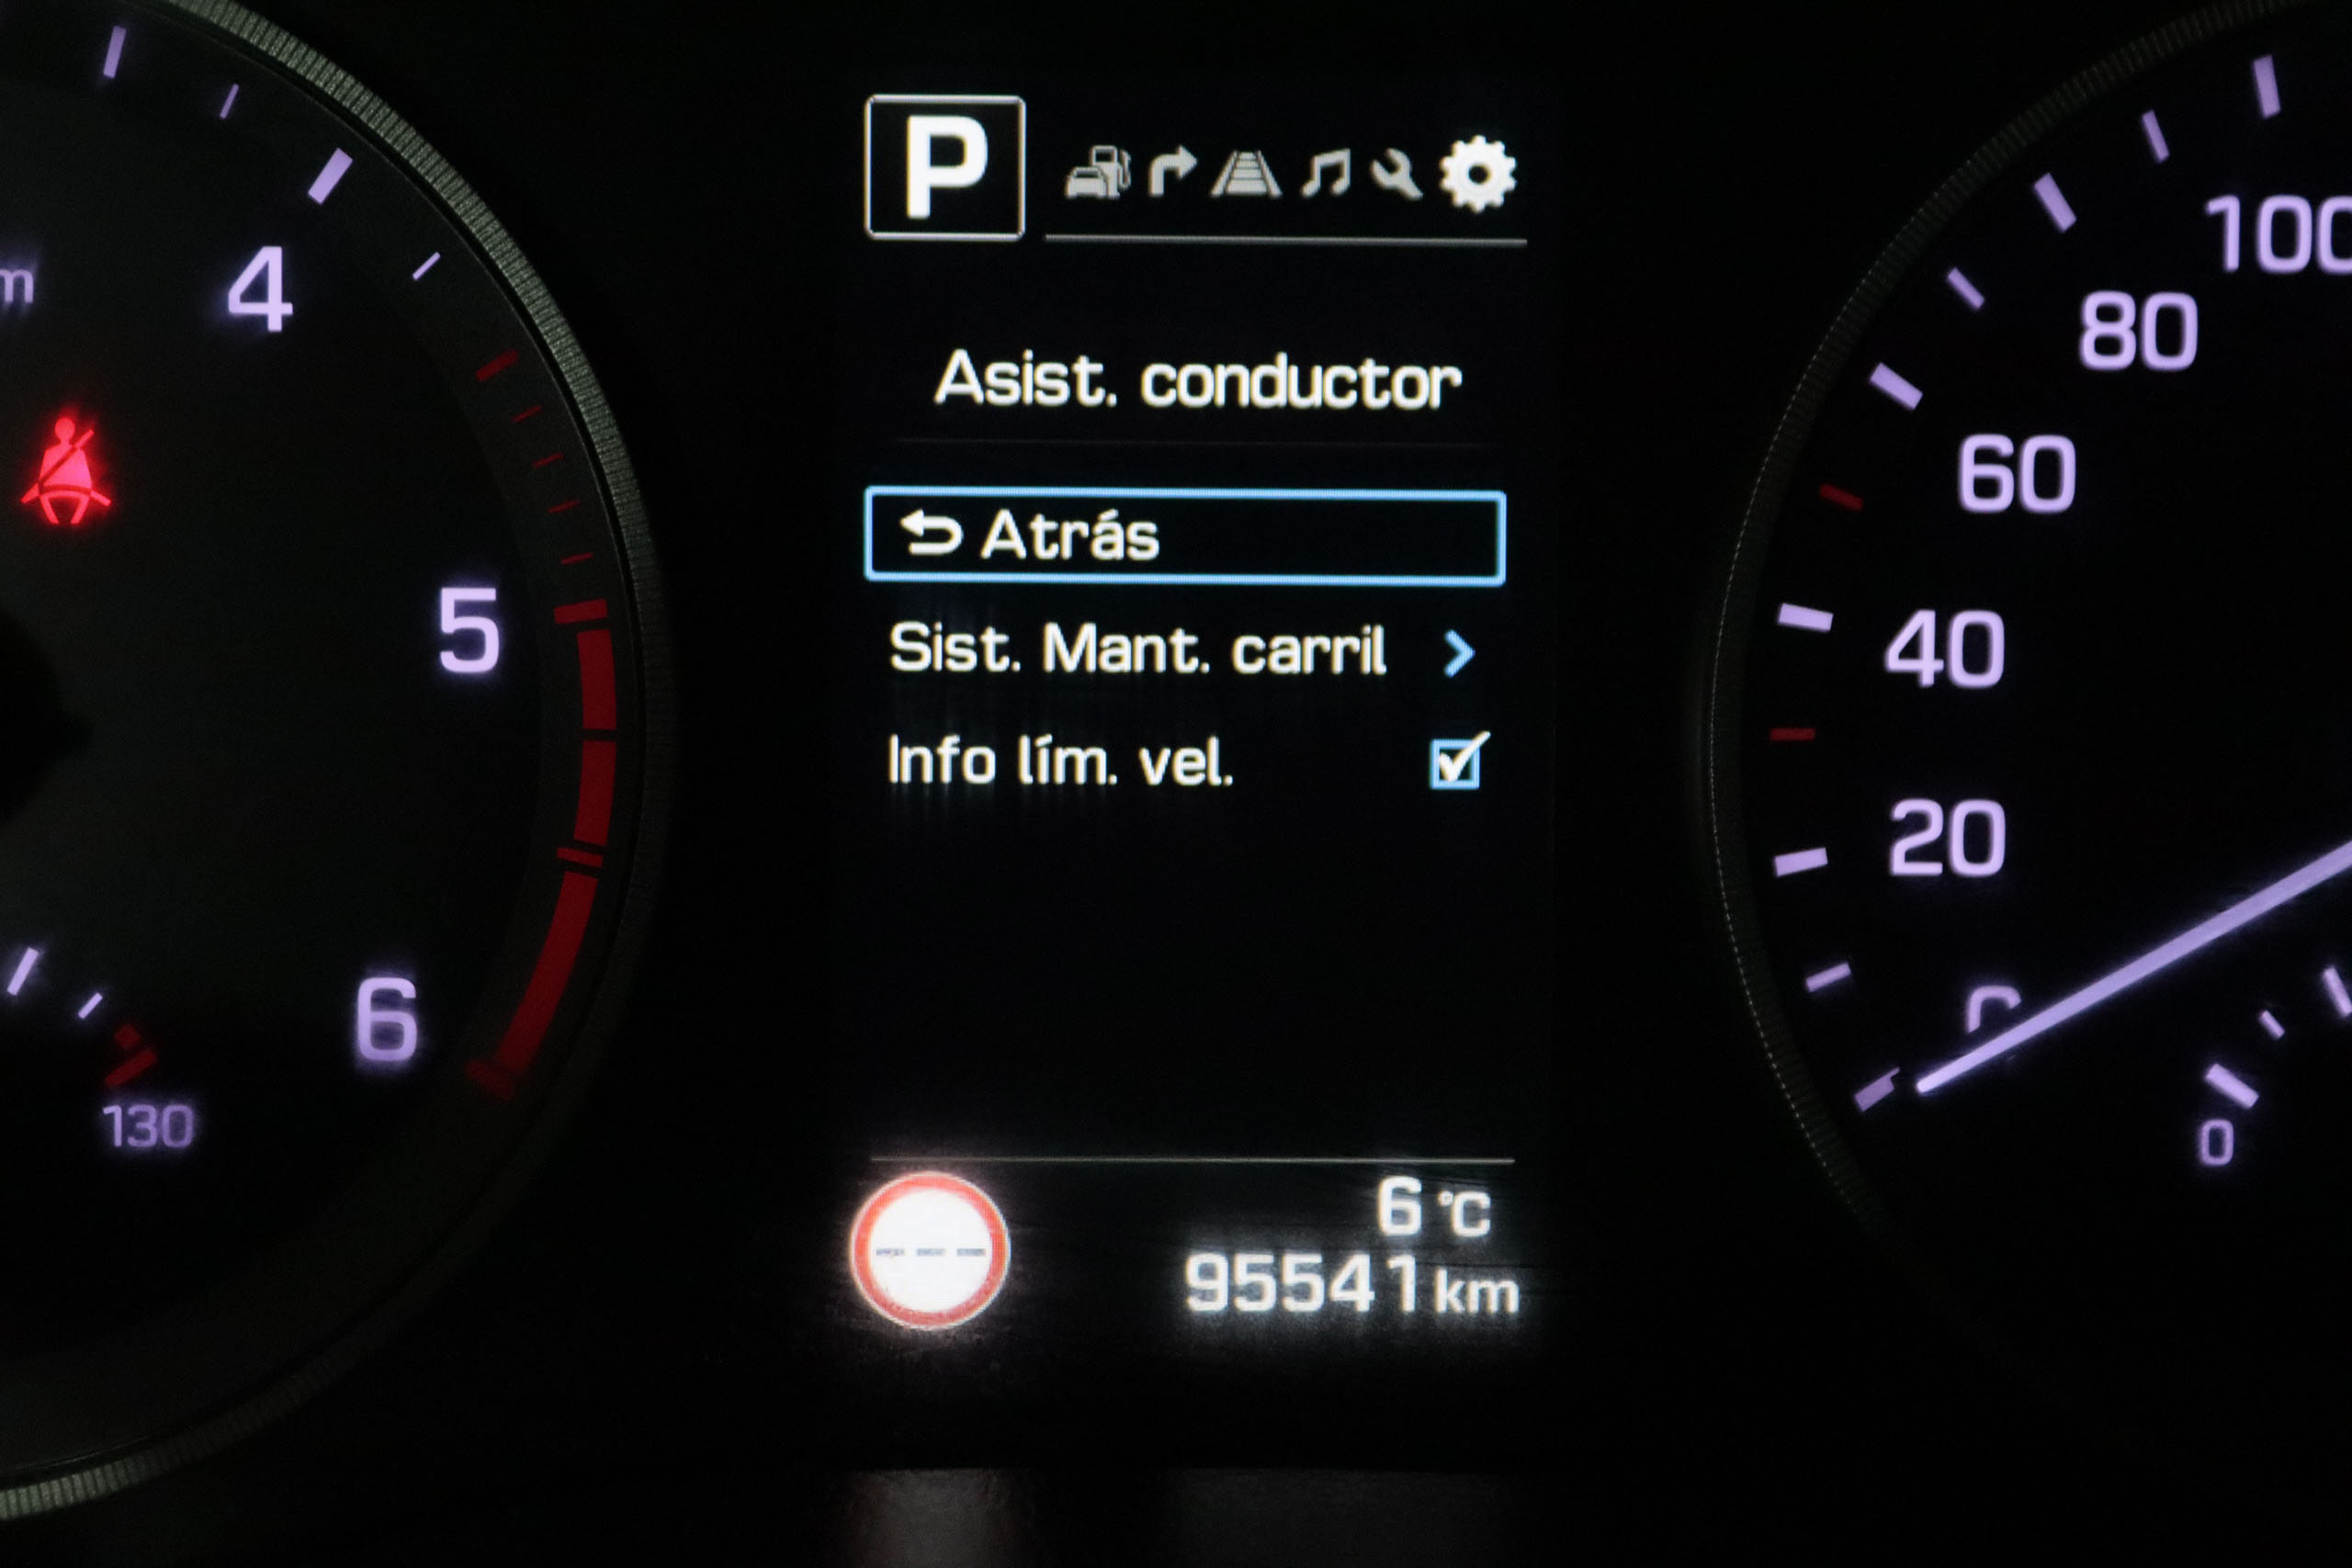 P
Asist. conductor
Atrás
Sist. Mant. carril
Info lím. vel.
6 °C
95541 km
4
5
6
130
100
80
60
40
20
0